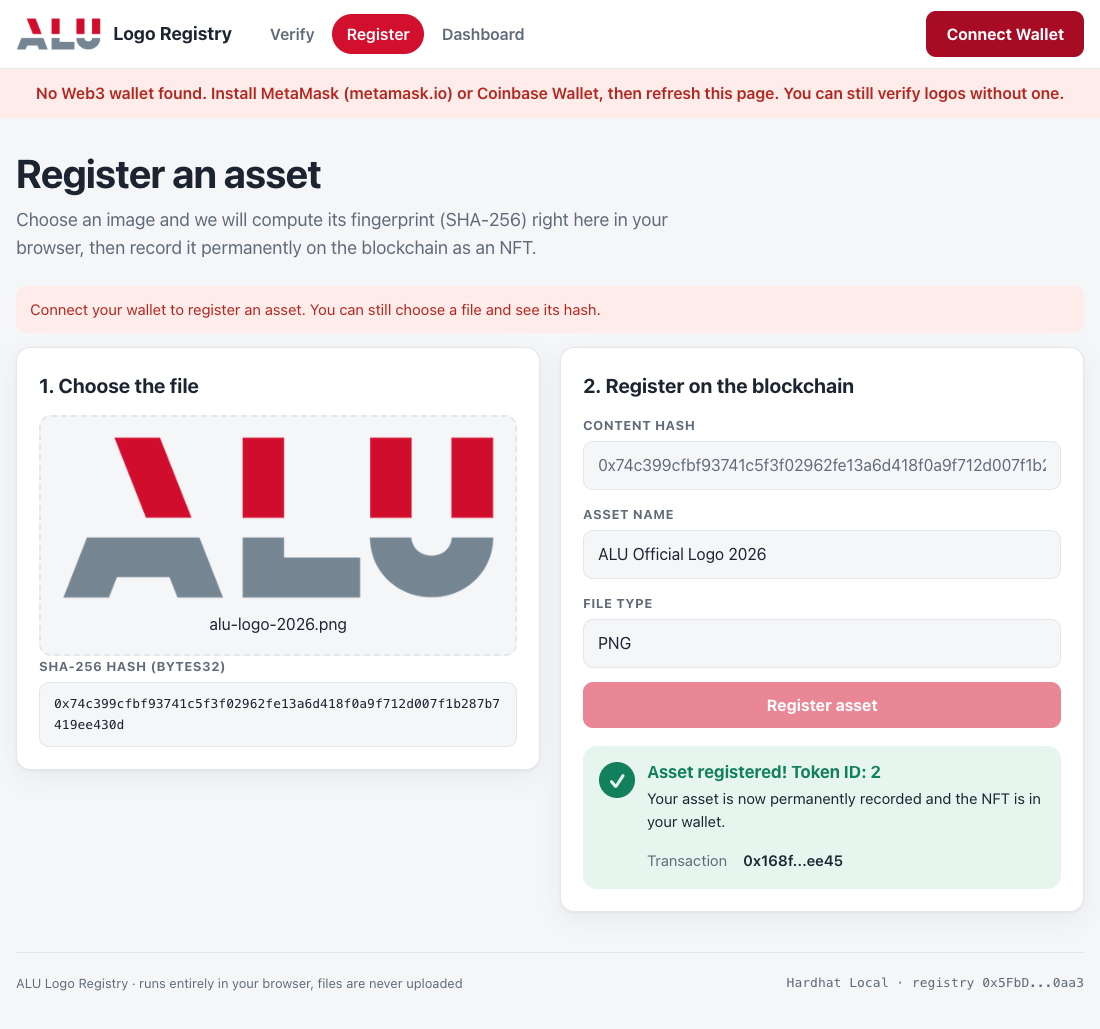 ALU Logo Registry Verify Register Dashboard Connect Wallet
No Web3 wallet found. Install MetaMask (metamask.io) or Coinbase Wallet, then refresh this page. You can still verify logos without one.
Register an asset
Choose an image and we will compute its fingerprint (SHA-256) right here in your
browser, then record it permanently on the blockchain as an NFT.
Connect your wallet to register an asset. You can still choose a file and see its hash.
1. Choose the file
ALU
alu-logo-2026.png
SHA-256 HASH (BYTES32)
0x74c399cfbf93741c5f3f02962fe13a6d418f0a9f712d007f1b287b7
419ee430d
2. Register on the blockchain
CONTENT HASH
0x74c399cfbf93741c5f3f02962fe13a6d418f0a9f712d007f1b2
ASSET NAME
ALU Official Logo 2026
FILE TYPE
PNG
Register asset
Asset registered! Token ID: 2
Your asset is now permanently recorded and the NFT is in
your wallet.
Transaction 0x168f...ee45
ALU Logo Registry · runs entirely in your browser, files are never uploaded
Hardhat Local · registry 0x5FbD...0aa3